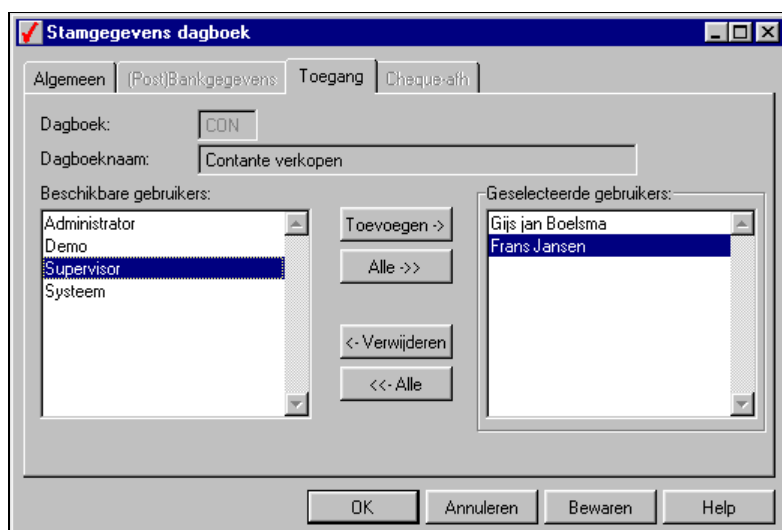 Stamgegevens dagboek
Algemeen (Post)Bankgegevens Toegang Cheque-afh
Dagboek: CON
Dagboeknaam: Contante verkopen
Beschikbare gebruikers:
Administrator
Demo
Supervisor
Systeem
Toevoegen ->
Alle ->>
<- Verwijderen
<<- Alle
Geselecteerde gebruikers:
Gijs jan Boelsma
Frans Jansen
OK Annuleren Bewaren Help